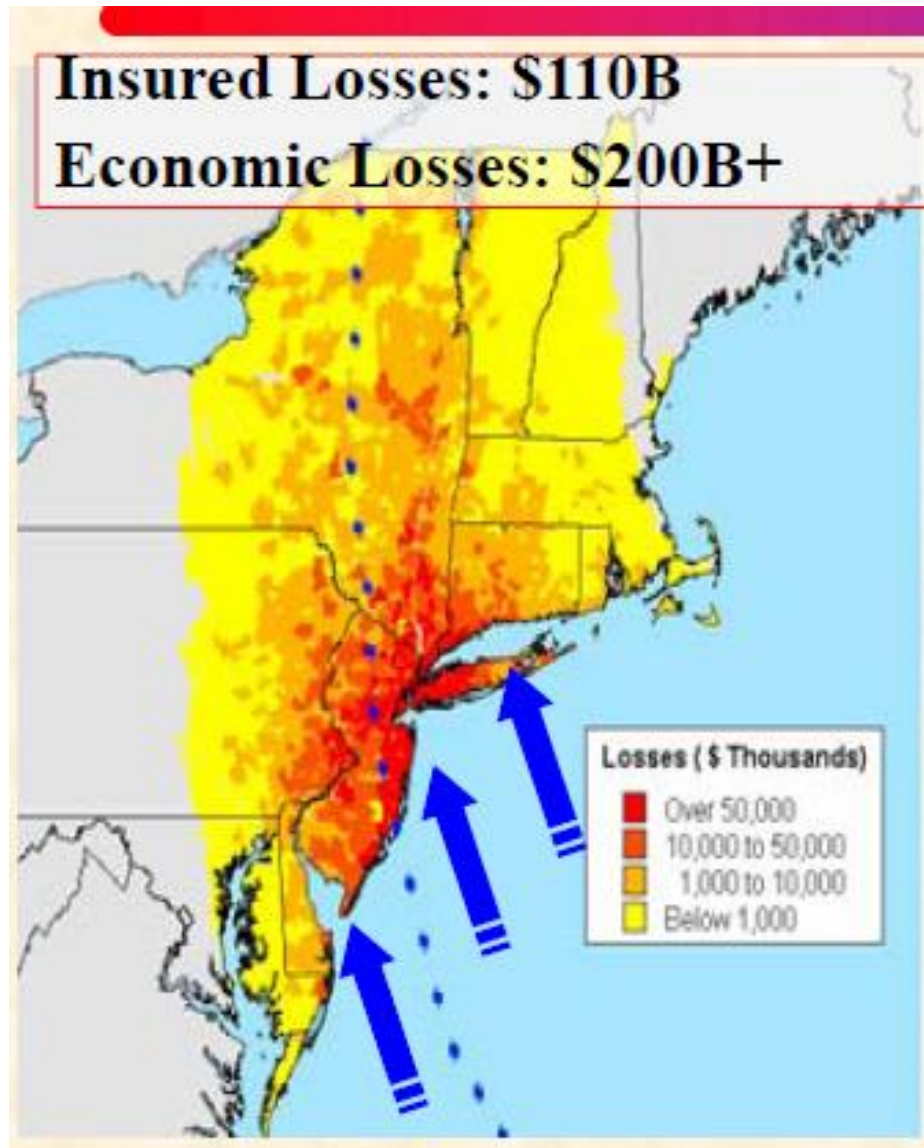 Insured Losses: $110B
Economic Losses: $200B+
Losses ( $ Thousands)
Over 50,000
10,000 to 50,000
1,000 to 10,000
Below 1,000